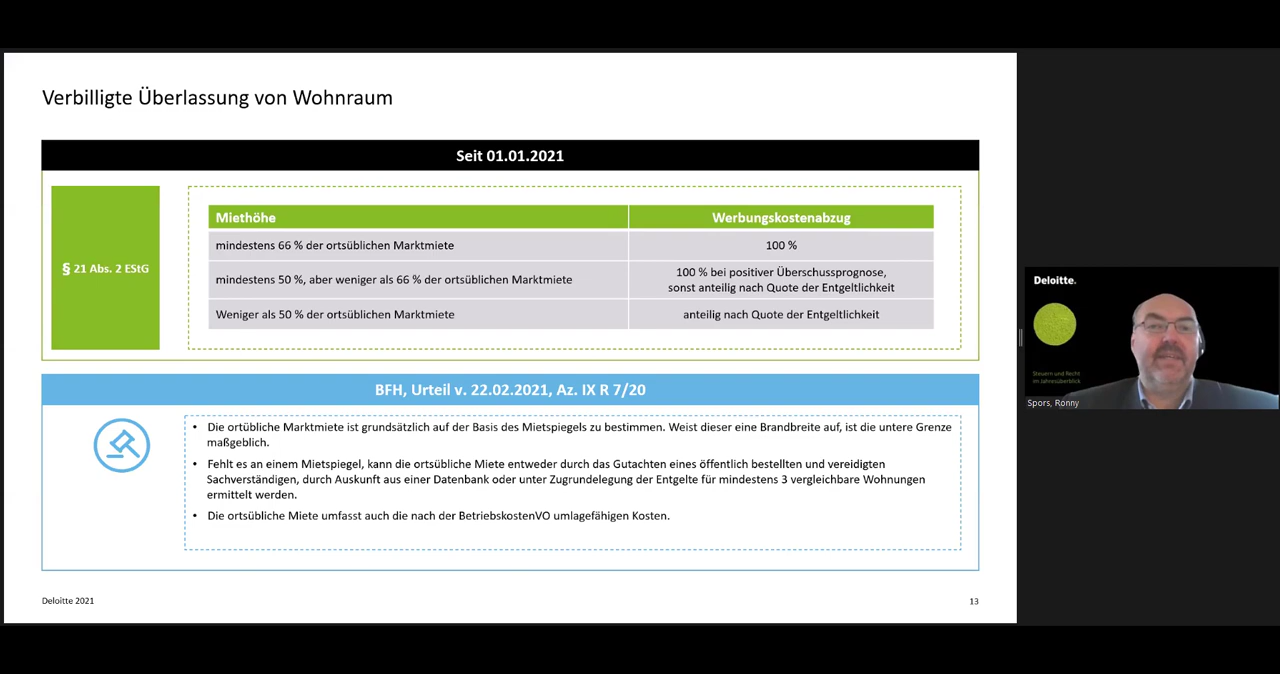 Verbilligte Überlassung von Wohnraum
Seit 01.01.2021
§ 21 Abs. 2 EStG
Miethöhe
Werbungskostenabzug
mindestens 66 % der ortsüblichen Marktmiete
100 %
mindestens 50 %, aber weniger als 66 % der ortsüblichen Marktmiete
100 % bei positiver Überschussprognose,
sonst anteilig nach Quote der Entgeltlichkeit
Weniger als 50 % der ortsüblichen Marktmiete
anteilig nach Quote der Entgeltlichkeit
BFH, Urteil v. 22.02.2021, Az. IX R 7/20
• Die ortübliche Marktmiete ist grundsätzlich auf der Basis des Mietspiegels zu bestimmen. Weist dieser eine Brandbreite auf, ist die untere Grenze
maßgeblich.
• Fehlt es an einem Mietspiegel, kann die ortsübliche Miete entweder durch das Gutachten eines öffentlich bestellten und vereidigten
Sachverständigen, durch Auskunft aus einer Datenbank oder unter Zugrundelegung der Entgelte für mindestens 3 vergleichbare Wohnungen
ermittelt werden.
• Die ortsübliche Miete umfasst auch die nach der BetriebskostenVO umlagefähigen Kosten.
Deloitte 2021
13
Deloitte.
Steuern und Recht
im Jahresüberblick
Spors, Ronny